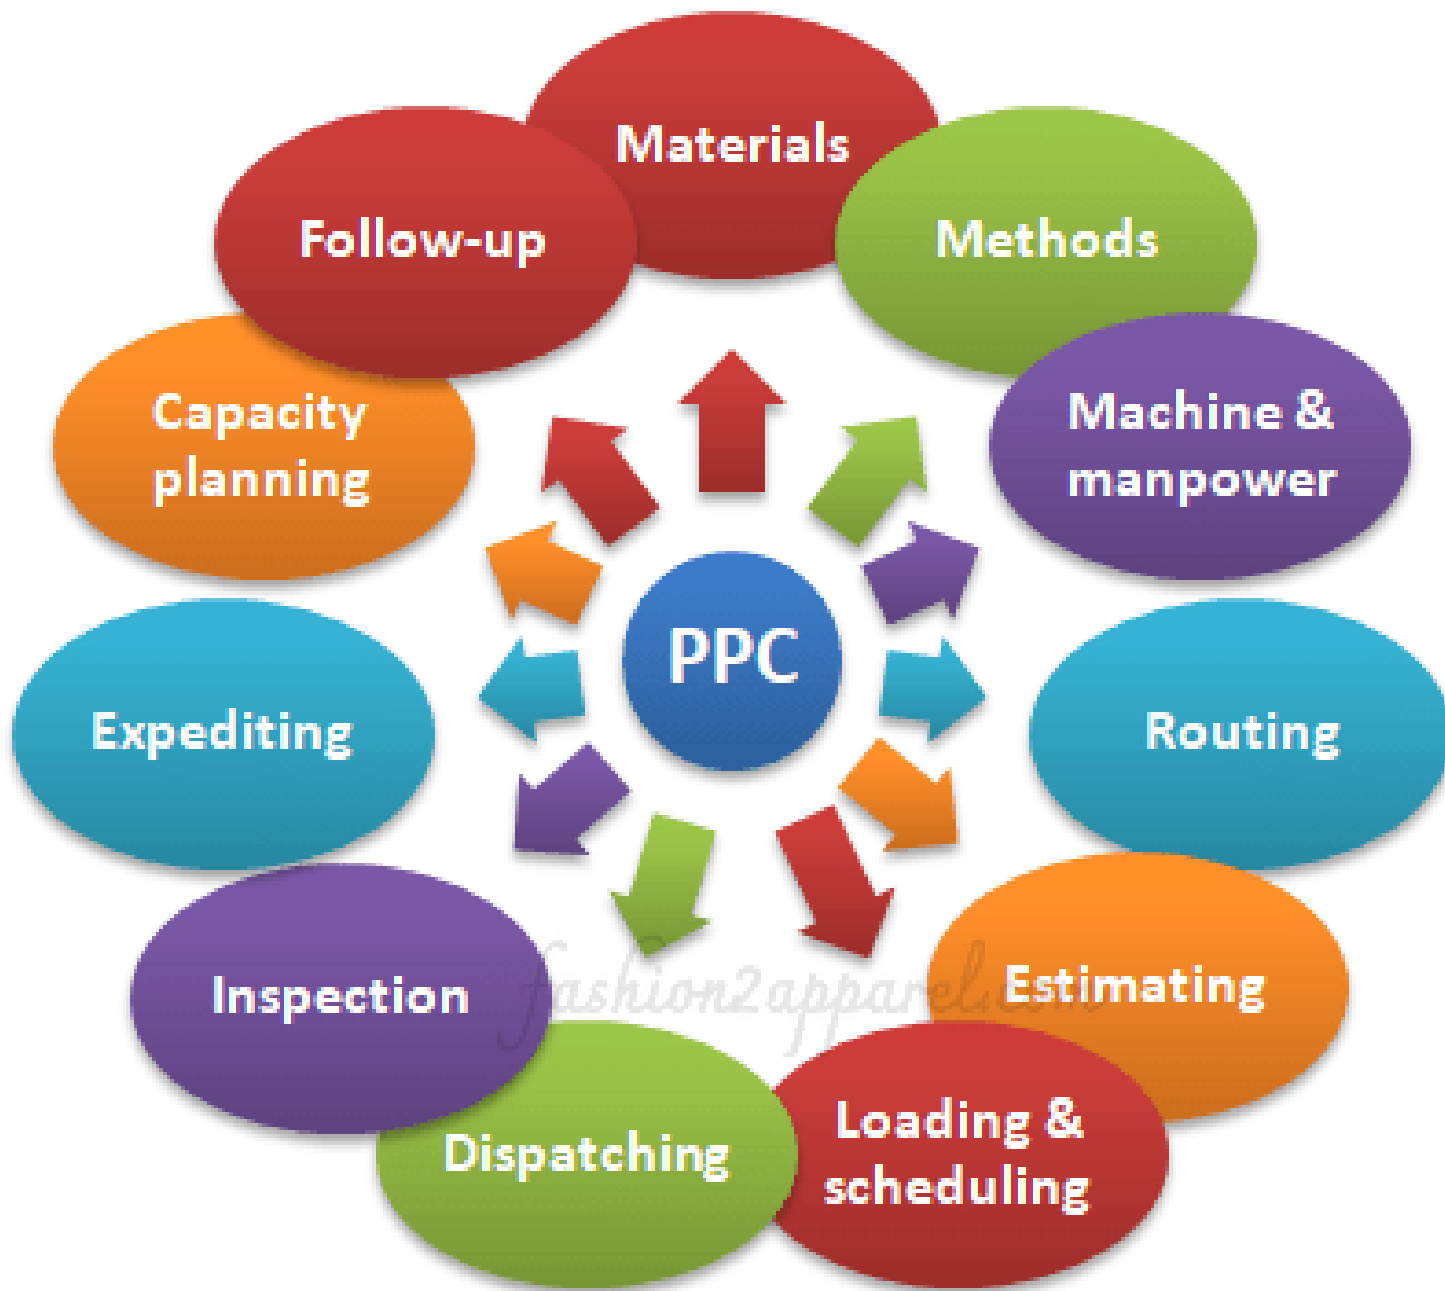 Materials
Methods
Machine &
manpower
Routing
Estimating
Loading &
scheduling
Dispatching
Inspection
Expediting
Capacity
planning
Follow-up
PPC
fashion2apparel.com